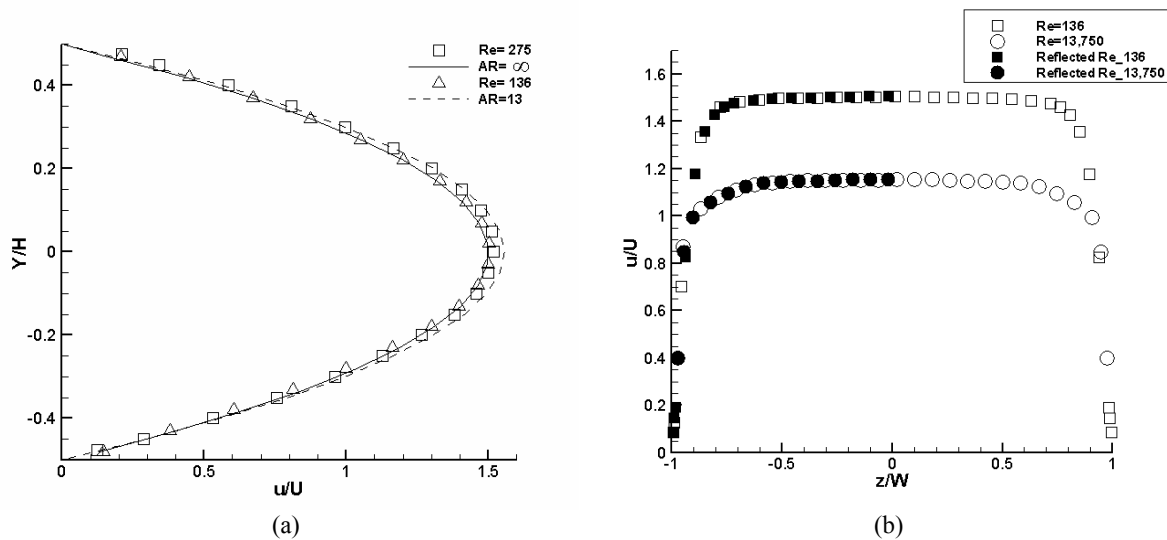 Re= 275
AR= ∞
Re= 136
AR=13
Y/H
0.4
0.2
0
-0.2
-0.4
0
0.5
1
1.5
u/U
(a)
Re=136
Re=13,750
Reflected Re_136
Reflected Re_13,750
u/U
1.6
1.4
1.2
1
u/U
0.8
0.6
0.4
0.2
0
-1
-0.5
0
0.5
1
z/W
(b)